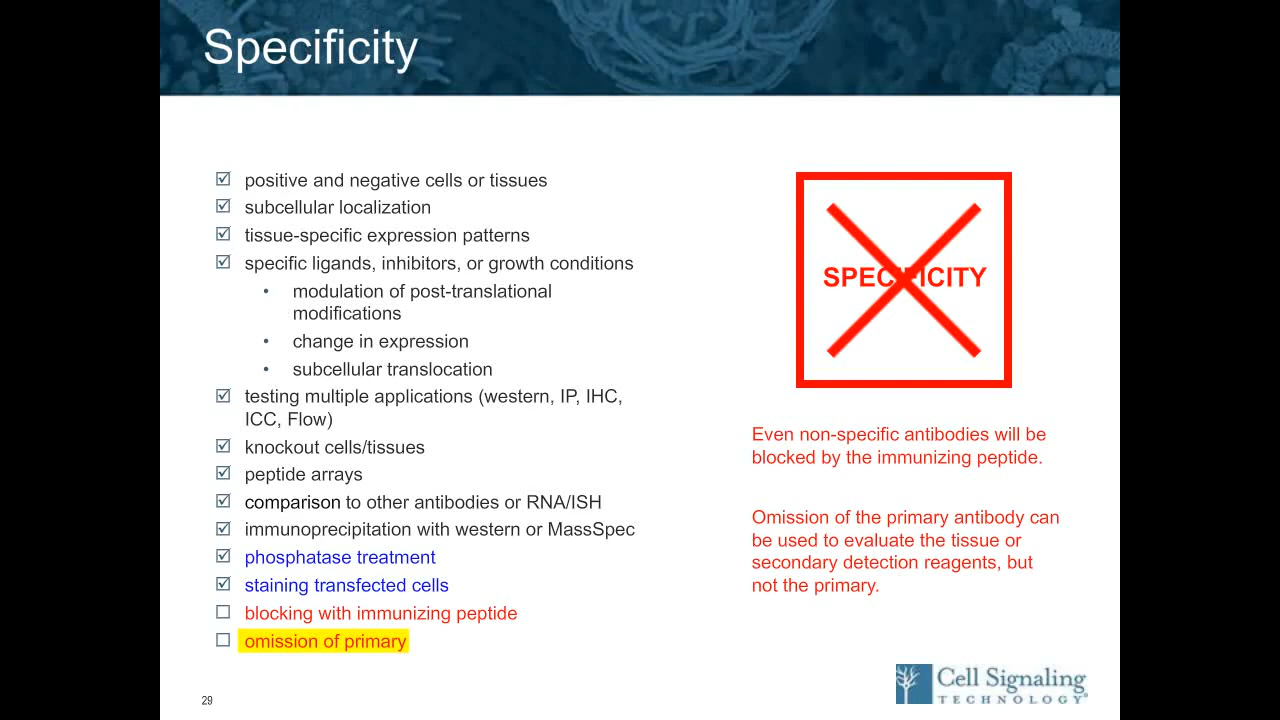 Specificity
positive and negative cells or tissues
subcellular localization
tissue-specific expression patterns
specific ligands, inhibitors, or growth conditions
• modulation of post-translational
modifications
• change in expression
• subcellular translocation
testing multiple applications (western, IP, IHC,
ICC, Flow)
knockout cells/tissues
peptide arrays
comparison to other antibodies or RNA/ISH
immunoprecipitation with western or MassSpec
phosphatase treatment
staining transfected cells
blocking with immunizing peptide
omission of primary
SPECIFICITY
Even non-specific antibodies will be
blocked by the immunizing peptide.
Omission of the primary antibody can
be used to evaluate the tissue or
secondary detection reagents, but
not the primary.
29
Cell Signaling
TECHNOLOGY®